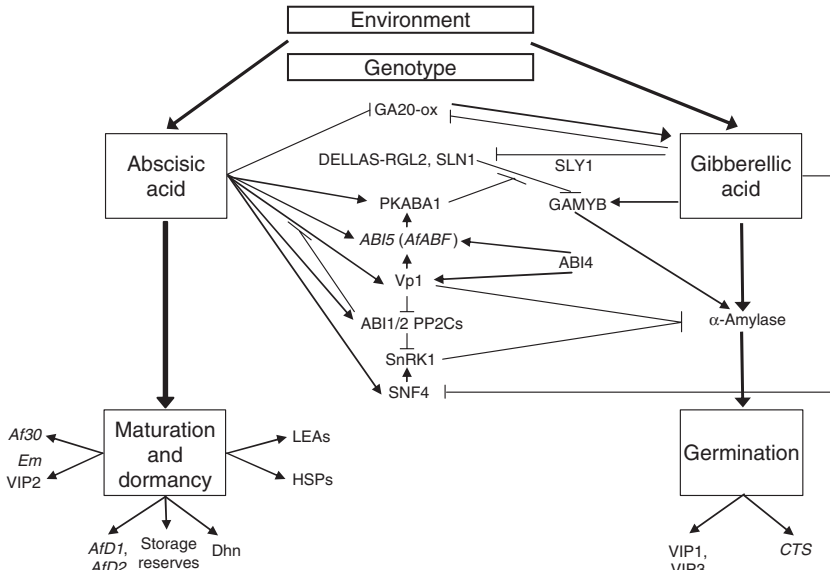 Environment
Genotype
GA20-ox
Abscisic
acid
DELLAS-RGL2, SLN1
SLY1
Gibberellic
acid
PKABA1
GAMYB
ABI5 (AfABF)
ABI4
Vp1
ABI1/2 PP2Cs
α-Amylase
SnRK1
SNF4
Af30
Em
VIP2
Maturation
and
dormancy
LEAs
HSPs
Germination
AfD1,
AfD2
Storage
reserves
Dhn
VIP1,
VIP3
CTS